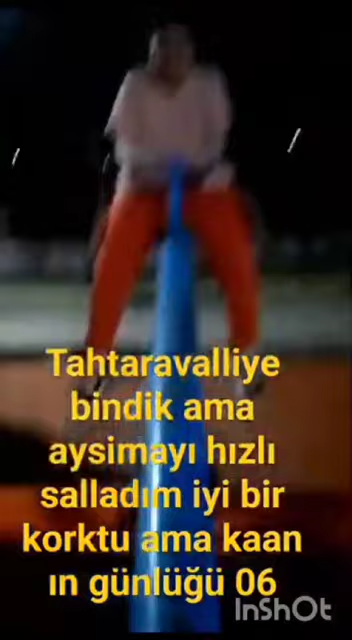 Tahtaravalliye
bindik ama
aysimayı hızlı
salladım iyi bir
korktu ama kaan
ın günlüğü 06
InShOt